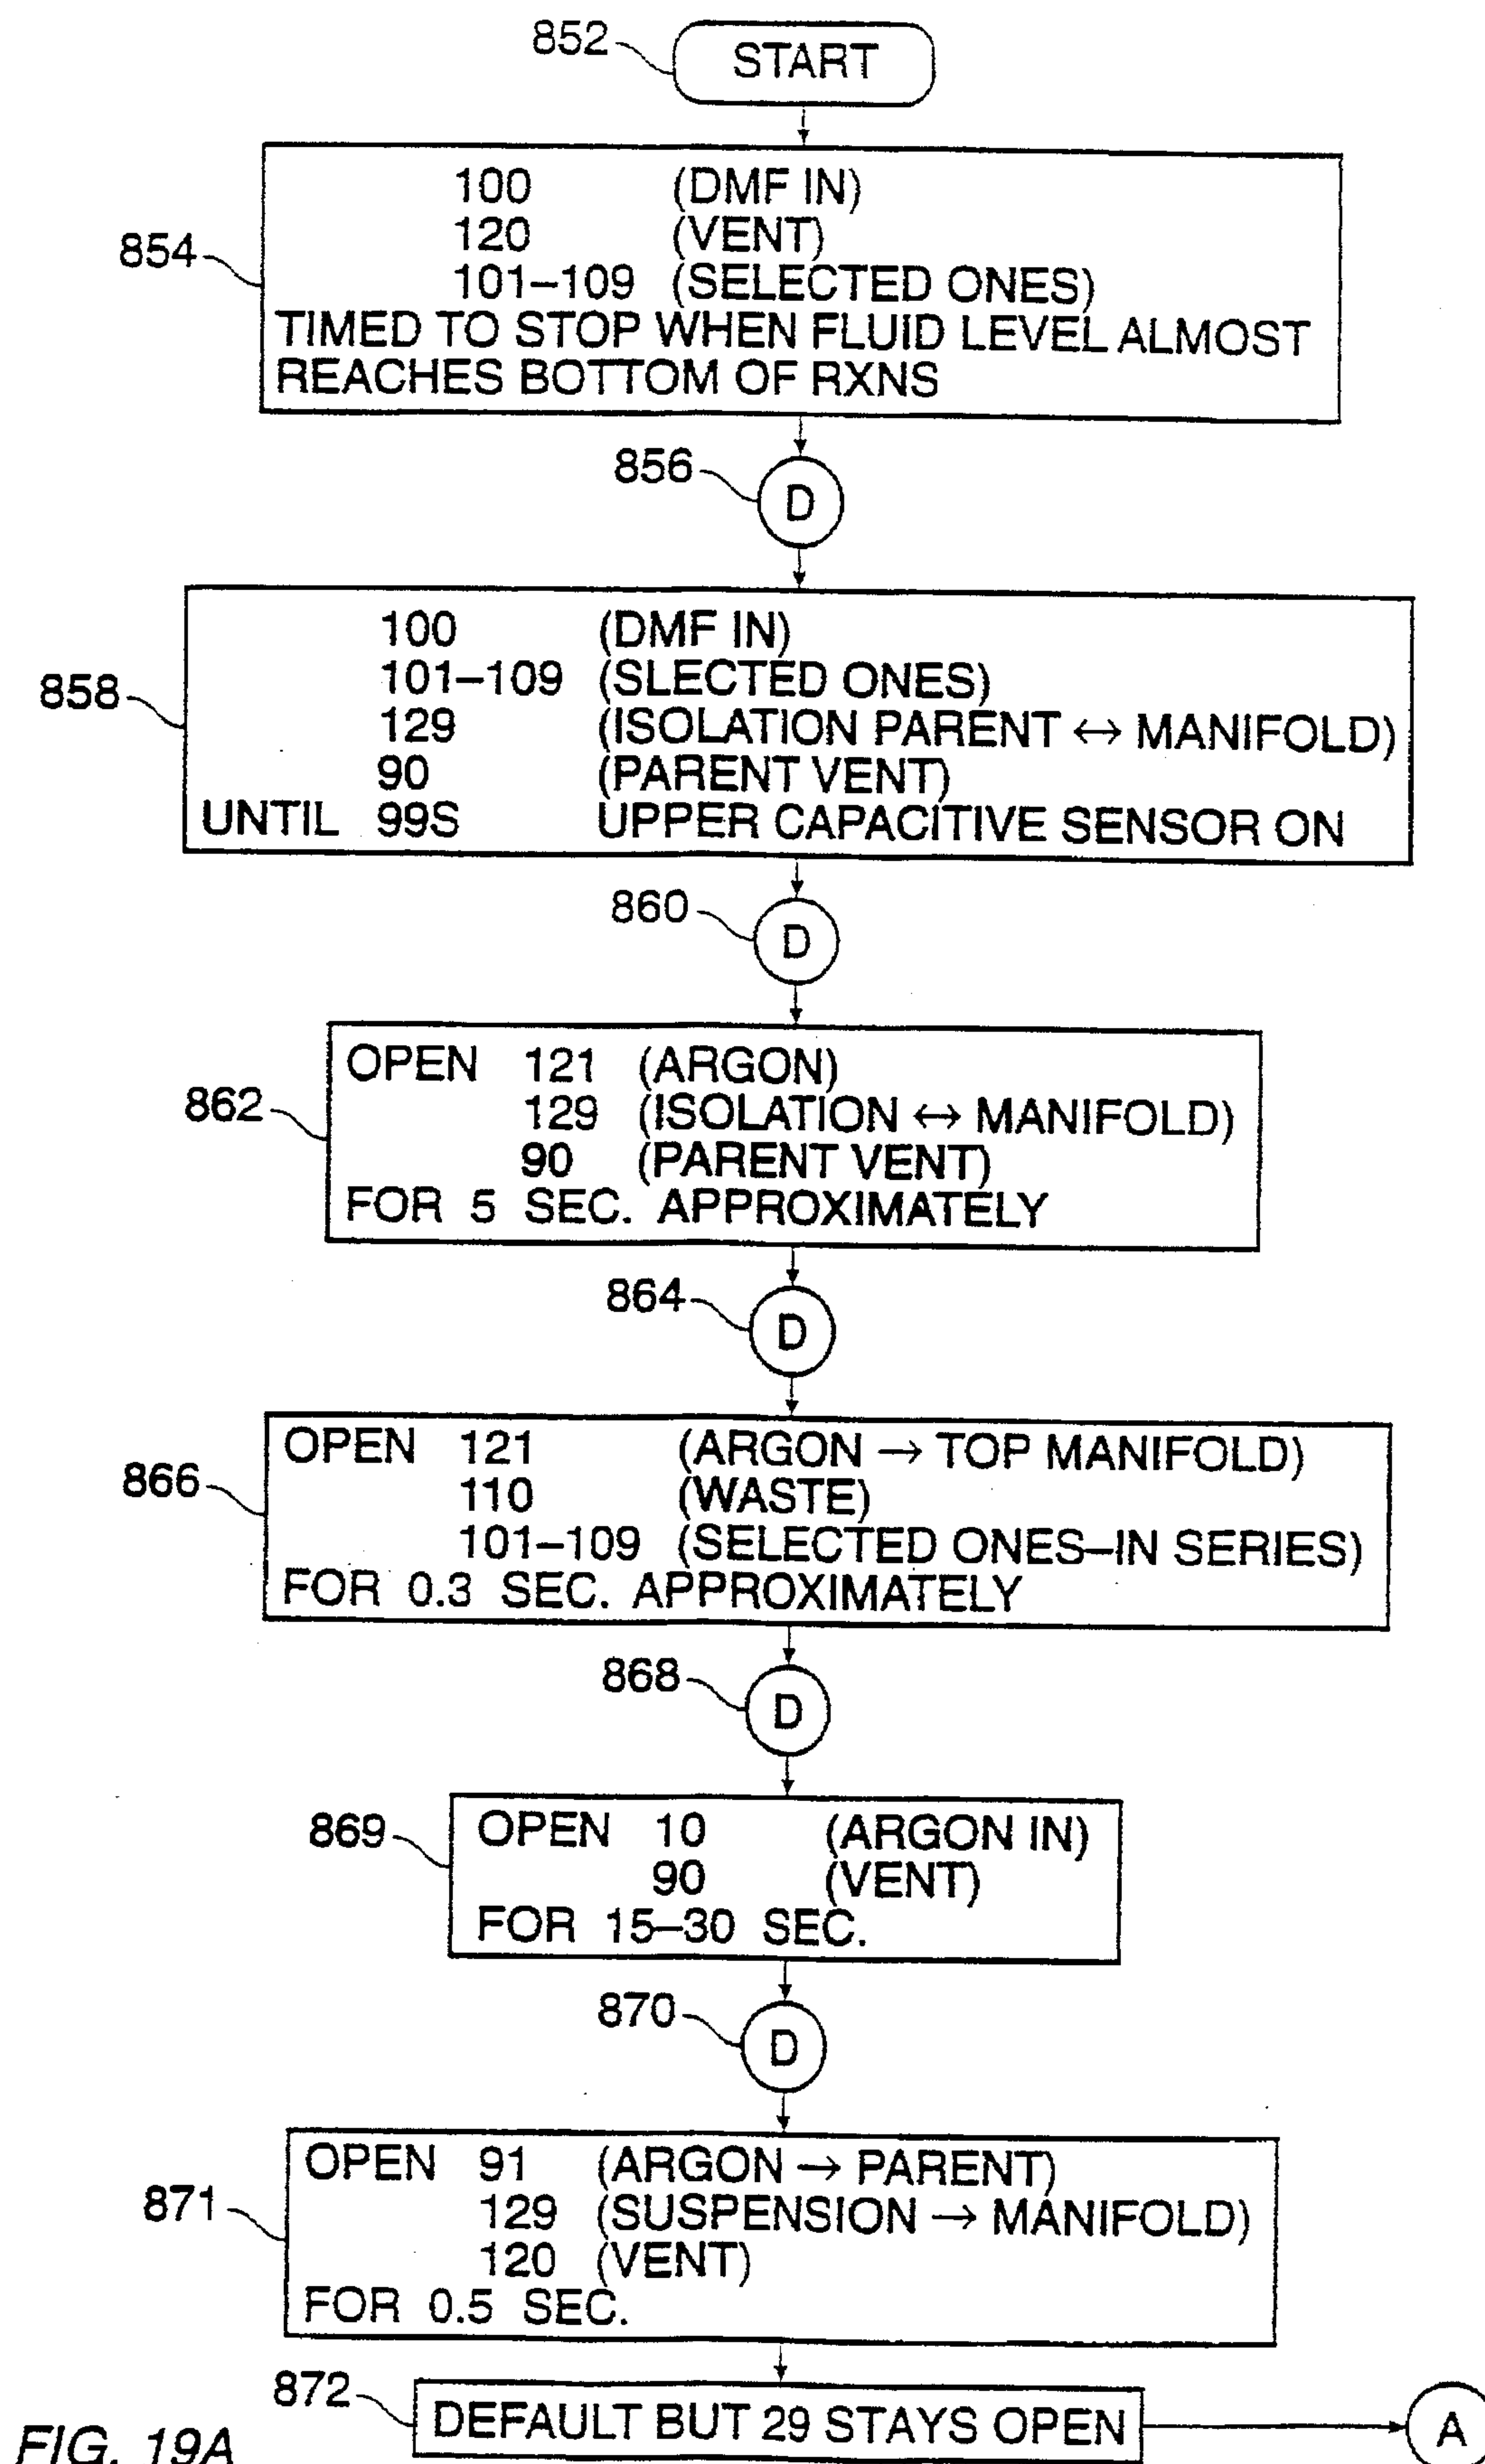 852 START
854
100 (DMF IN)
120 (VENT)
101–109 (SELECTED ONES)
TIMED TO STOP WHEN FLUID LEVEL ALMOST
REACHES BOTTOM OF RXNS
856 D
858
100 (DMF IN)
101–109 (SLECTED ONES)
129 (ISOLATION PARENT ↔ MANIFOLD)
90 (PARENT VENT)
UNTIL 99S UPPER CAPACITIVE SENSOR ON
860 D
862
OPEN 121 (ARGON)
129 (ISOLATION ↔ MANIFOLD)
90 (PARENT VENT)
FOR 5 SEC. APPROXIMATELY
864 D
866
OPEN 121 (ARGON → TOP MANIFOLD)
110 (WASTE)
101–109 (SELECTED ONES–IN SERIES)
FOR 0.3 SEC. APPROXIMATELY
868 D
869
OPEN 10 (ARGON IN)
90 (VENT)
FOR 15–30 SEC.
870 D
871
OPEN 91 (ARGON → PARENT)
129 (SUSPENSION → MANIFOLD)
120 (VENT)
FOR 0.5 SEC.
872 DEFAULT BUT 29 STAYS OPEN A
FIG. 19A